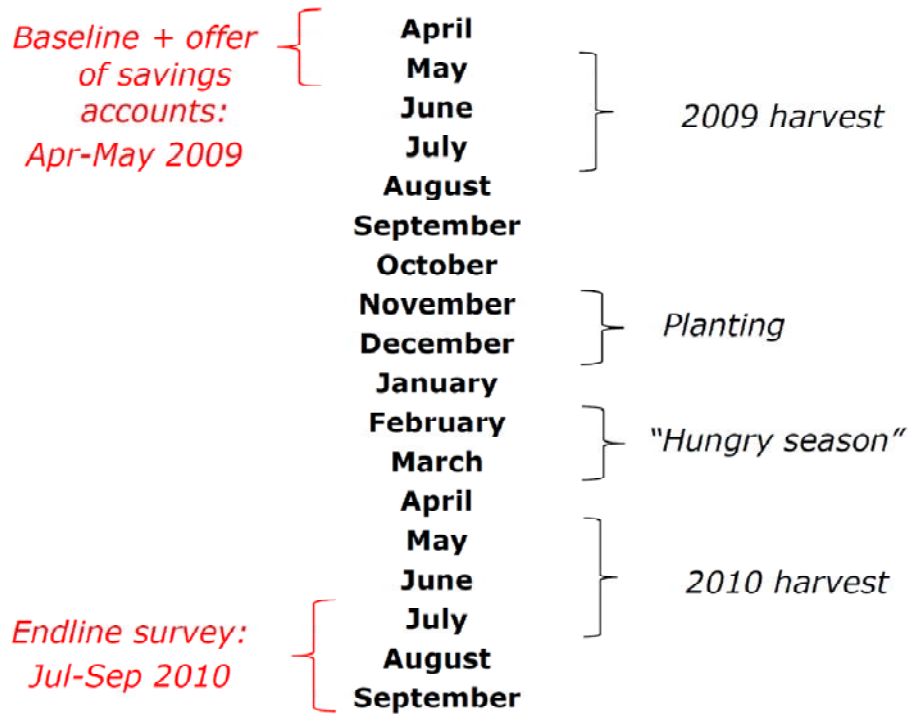 Baseline + offer
of savings
accounts:
Apr-May 2009
April
May
June
July
August
September
October
November
December
January
February
March
April
May
June
July
August
September
2009 harvest
Planting
“Hungry season”
2010 harvest
Endline survey:
Jul-Sep 2010